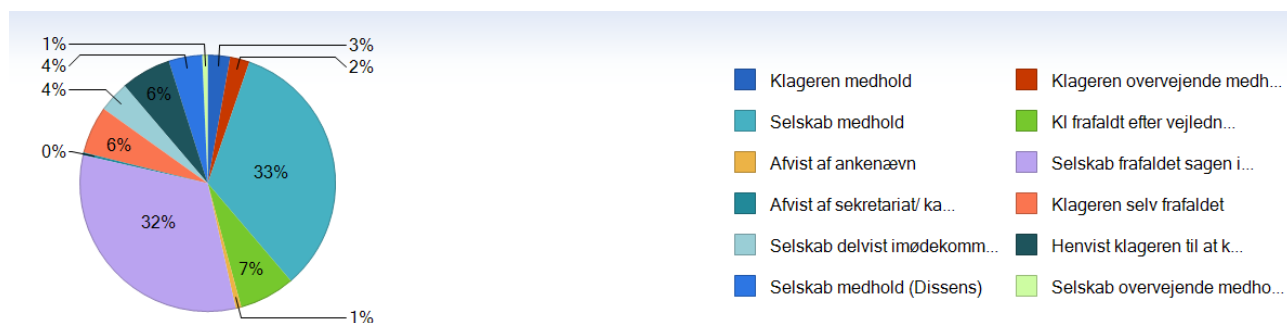 1%
3%
4%
2%
4%
6%
6%
33%
0%
32%
7%
1%
Klageren medhold
Klageren overvejende medh...
Selskab medhold
Kl frafaldt efter vejledn...
Afvist af ankenævn
Selskab frafaldet sagen i...
Afvist af sekretariat/ ka...
Klageren selv frafaldet
Selskab delvist imødekomm...
Henvist klageren til at k...
Selskab medhold (Dissens)
Selskab overvejende medho...